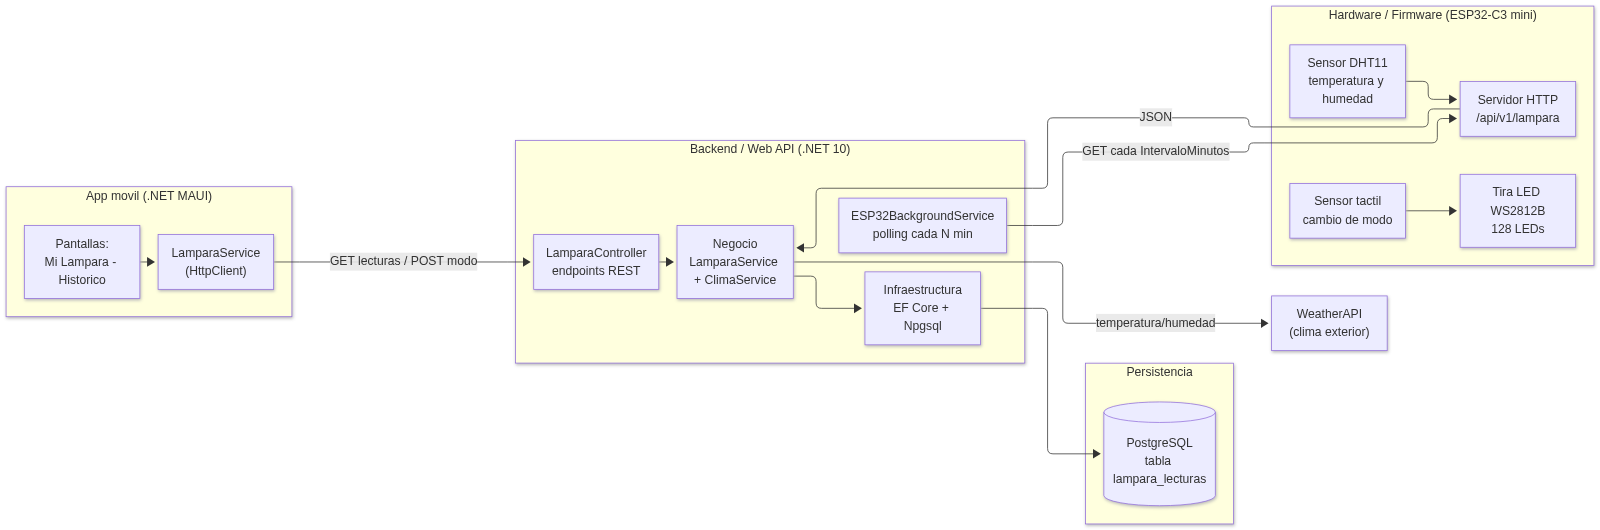 App movil (.NET MAUI)
Pantallas:
Mi Lampara -
Historico
LamparaService
(HttpClient)
GET lecturas / POST modo
Backend / Web API (.NET 10)
LamparaController
endpoints REST
Negocio
LamparaService
+ ClimaService
ESP32BackgroundService
polling cada N min
Infraestructura
EF Core +
Npgsql
JSON
GET cada IntervaloMinutos
temperatura/humedad
Hardware / Firmware (ESP32-C3 mini)
Sensor DHT11
temperatura y
humedad
Servidor HTTP
/api/v1/lampara
Sensor tactil
cambio de modo
Tira LED
WS2812B
128 LEDs
WeatherAPI
(clima exterior)
Persistencia
PostgreSQL
tabla
lampara_lecturas